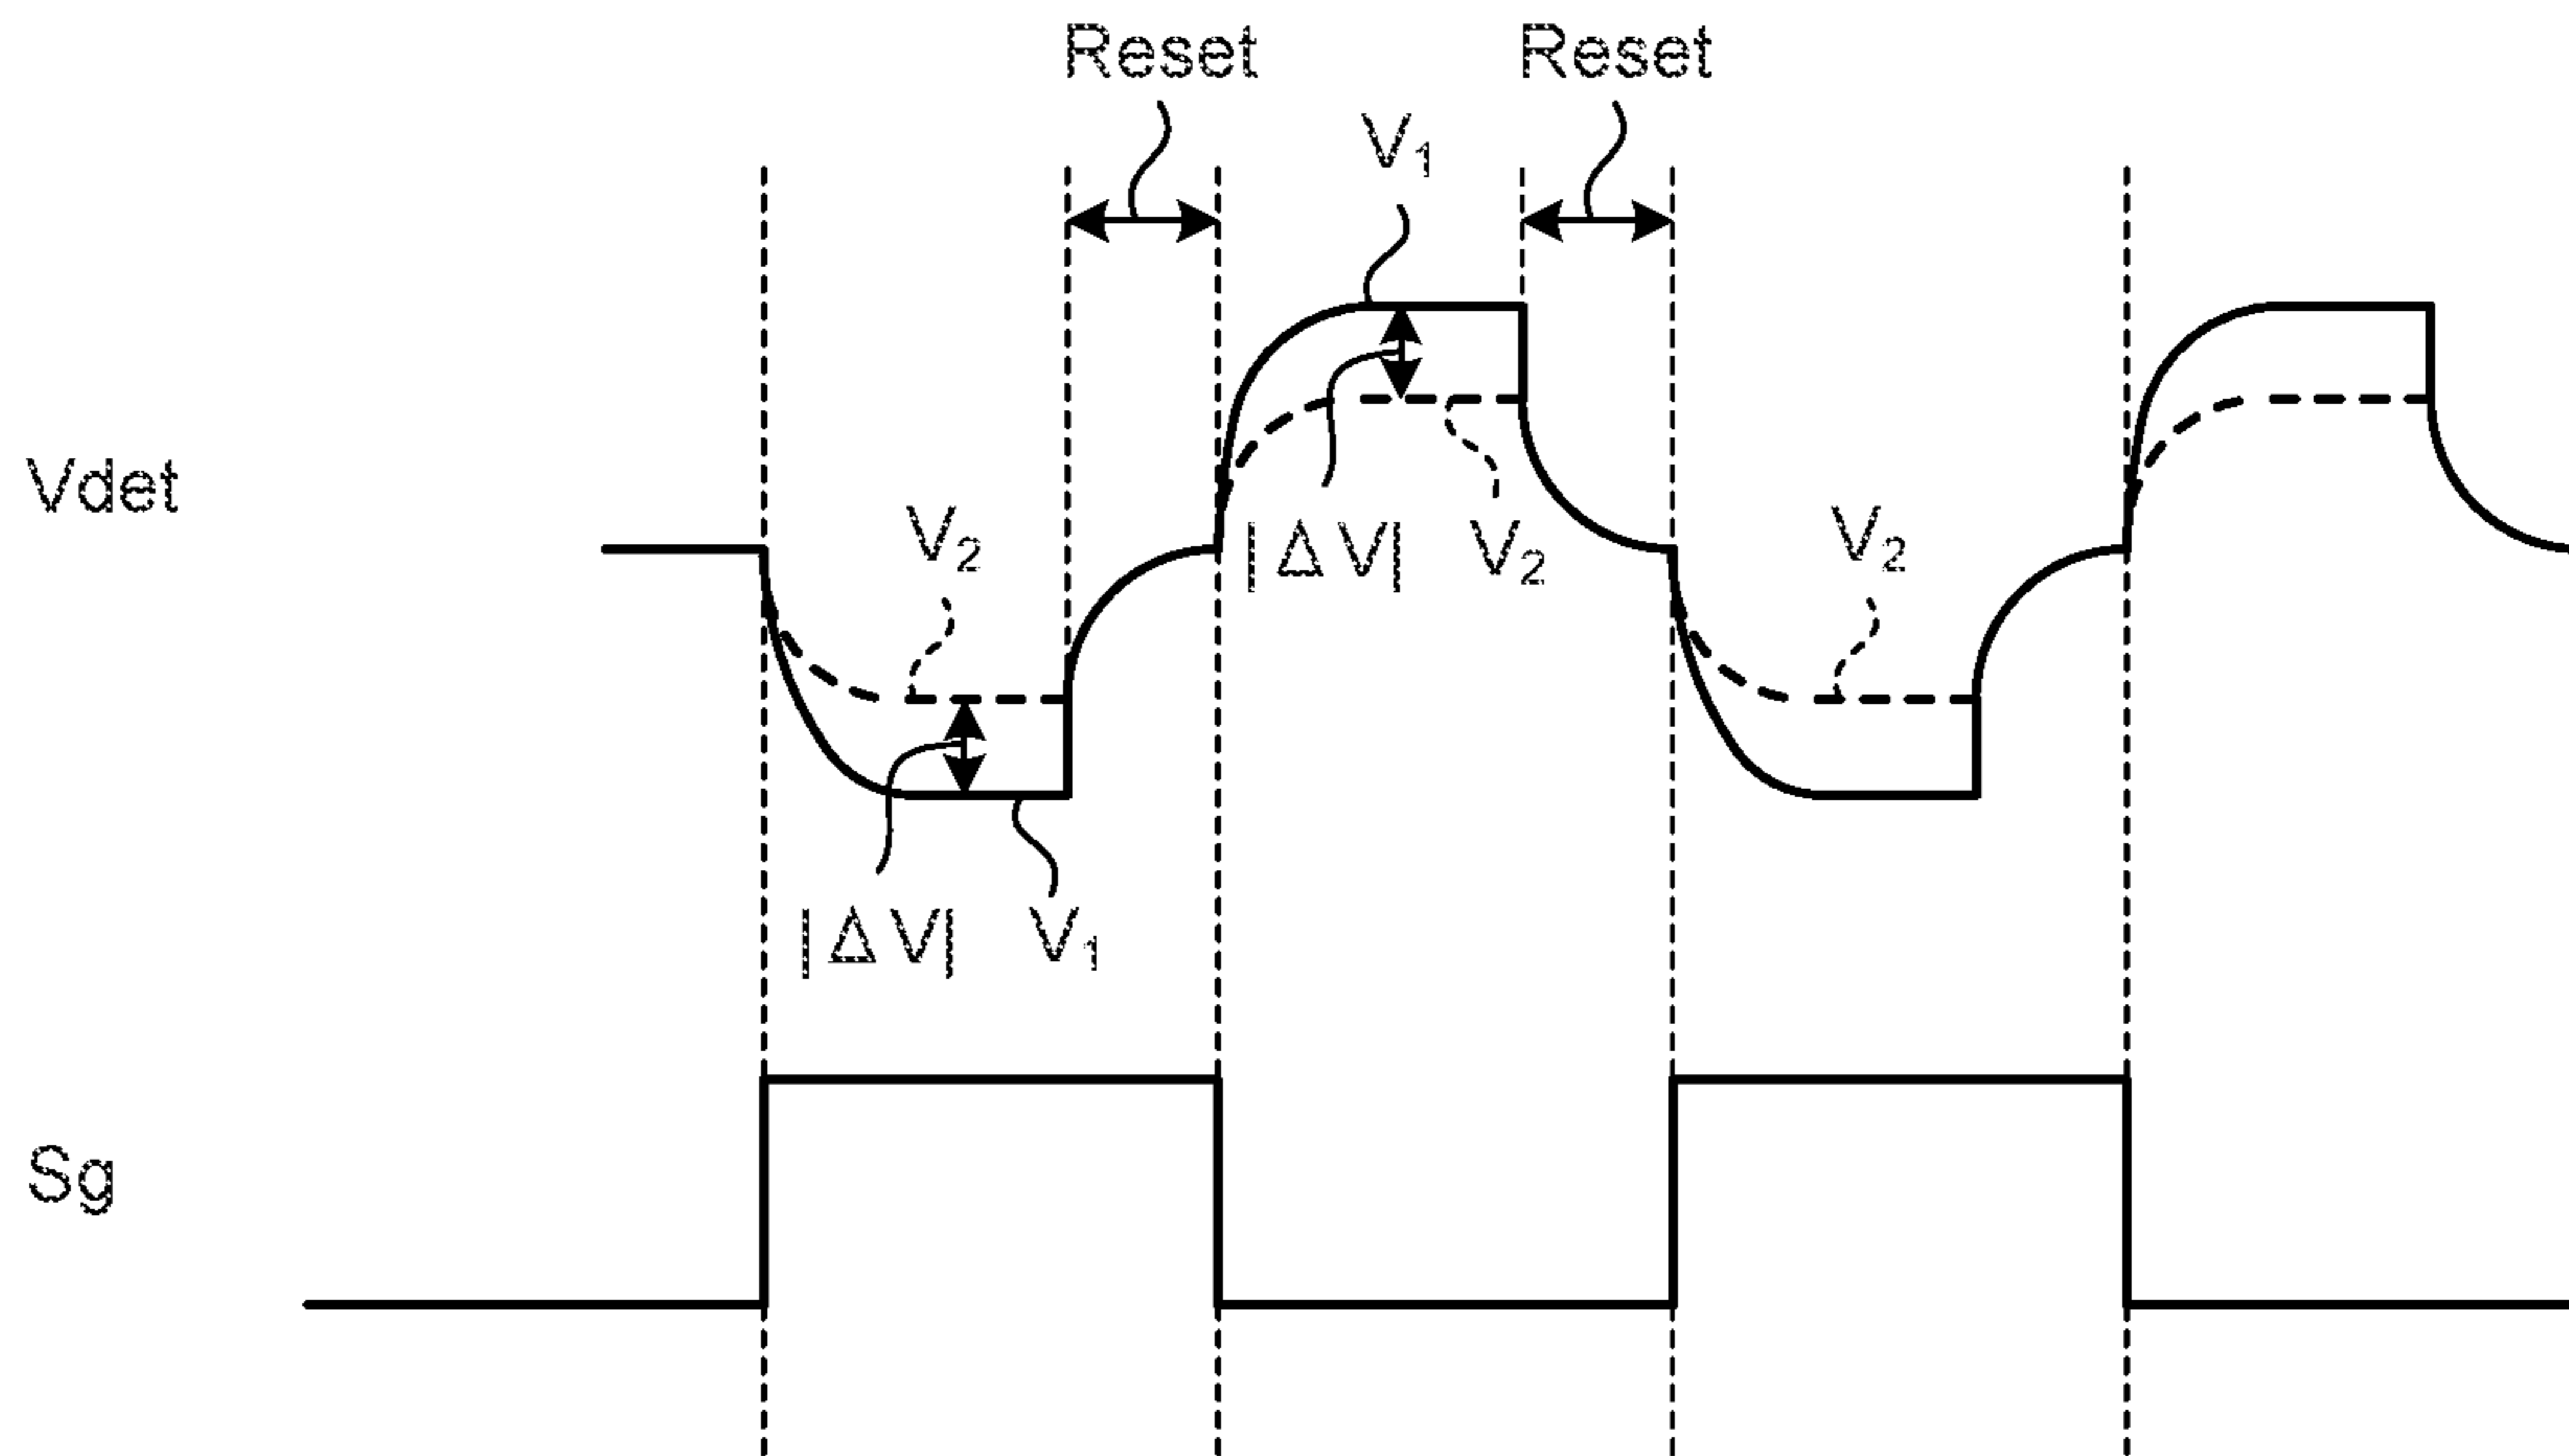 Reset Reset
V₁
Vdet
V₂ |ΔV| V₂ V₂
|ΔV| V₁
Sg